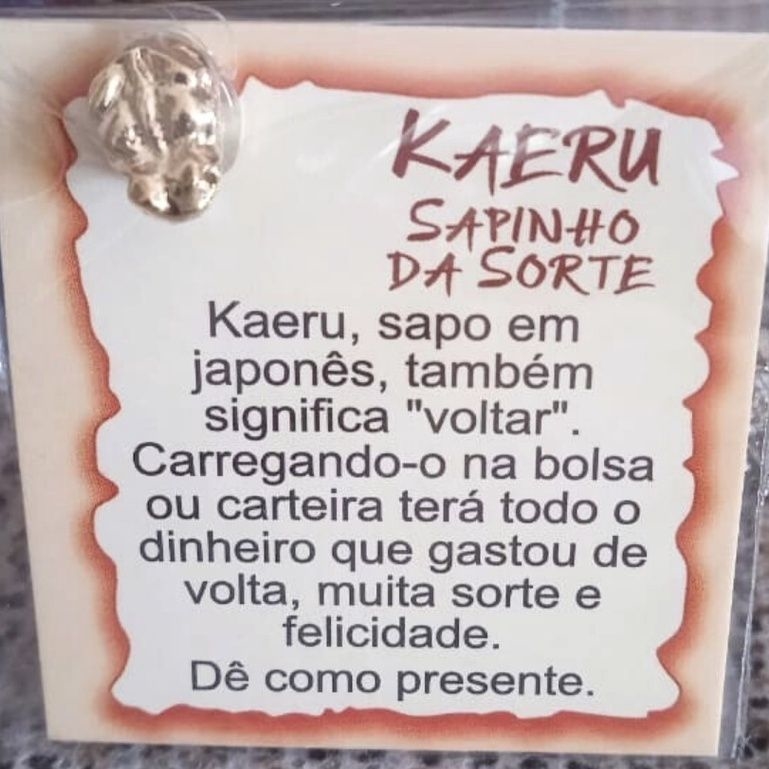 KAERU
SAPINHO
DA SORTE
Kaeru, sapo em
japonês, também
significa "voltar".
Carregando-o na bolsa
ou carteira terá todo o
dinheiro que gastou de
volta, muita sorte e
felicidade.
Dê como presente.